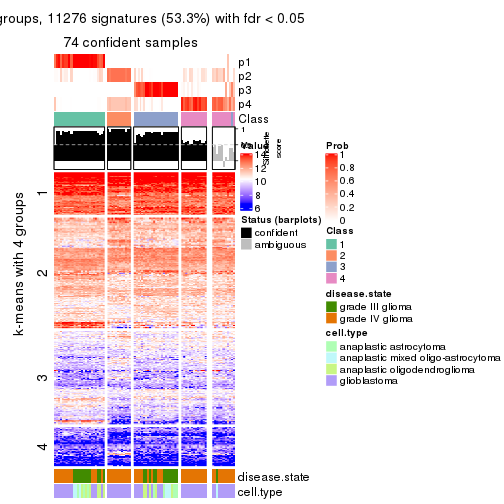 groups, 11276 signatures (53.3%) with fdr < 0.05
74 confident samples
p1
p2
p3
p4
Class
1
Silhouette
score
k-means with 4 groups
1
2
3
4
Value
14
12
10
8
6
Status (barplots)
confident
ambiguous
Prob
1
0.8
0.6
0.4
0.2
0
Class
1
2
3
4
disease.state
grade III glioma
grade IV glioma
cell.type
anaplastic astrocytoma
anaplastic mixed oligo-astrocytoma
anaplastic oligodendroglioma
glioblastoma
disease.state
cell.type